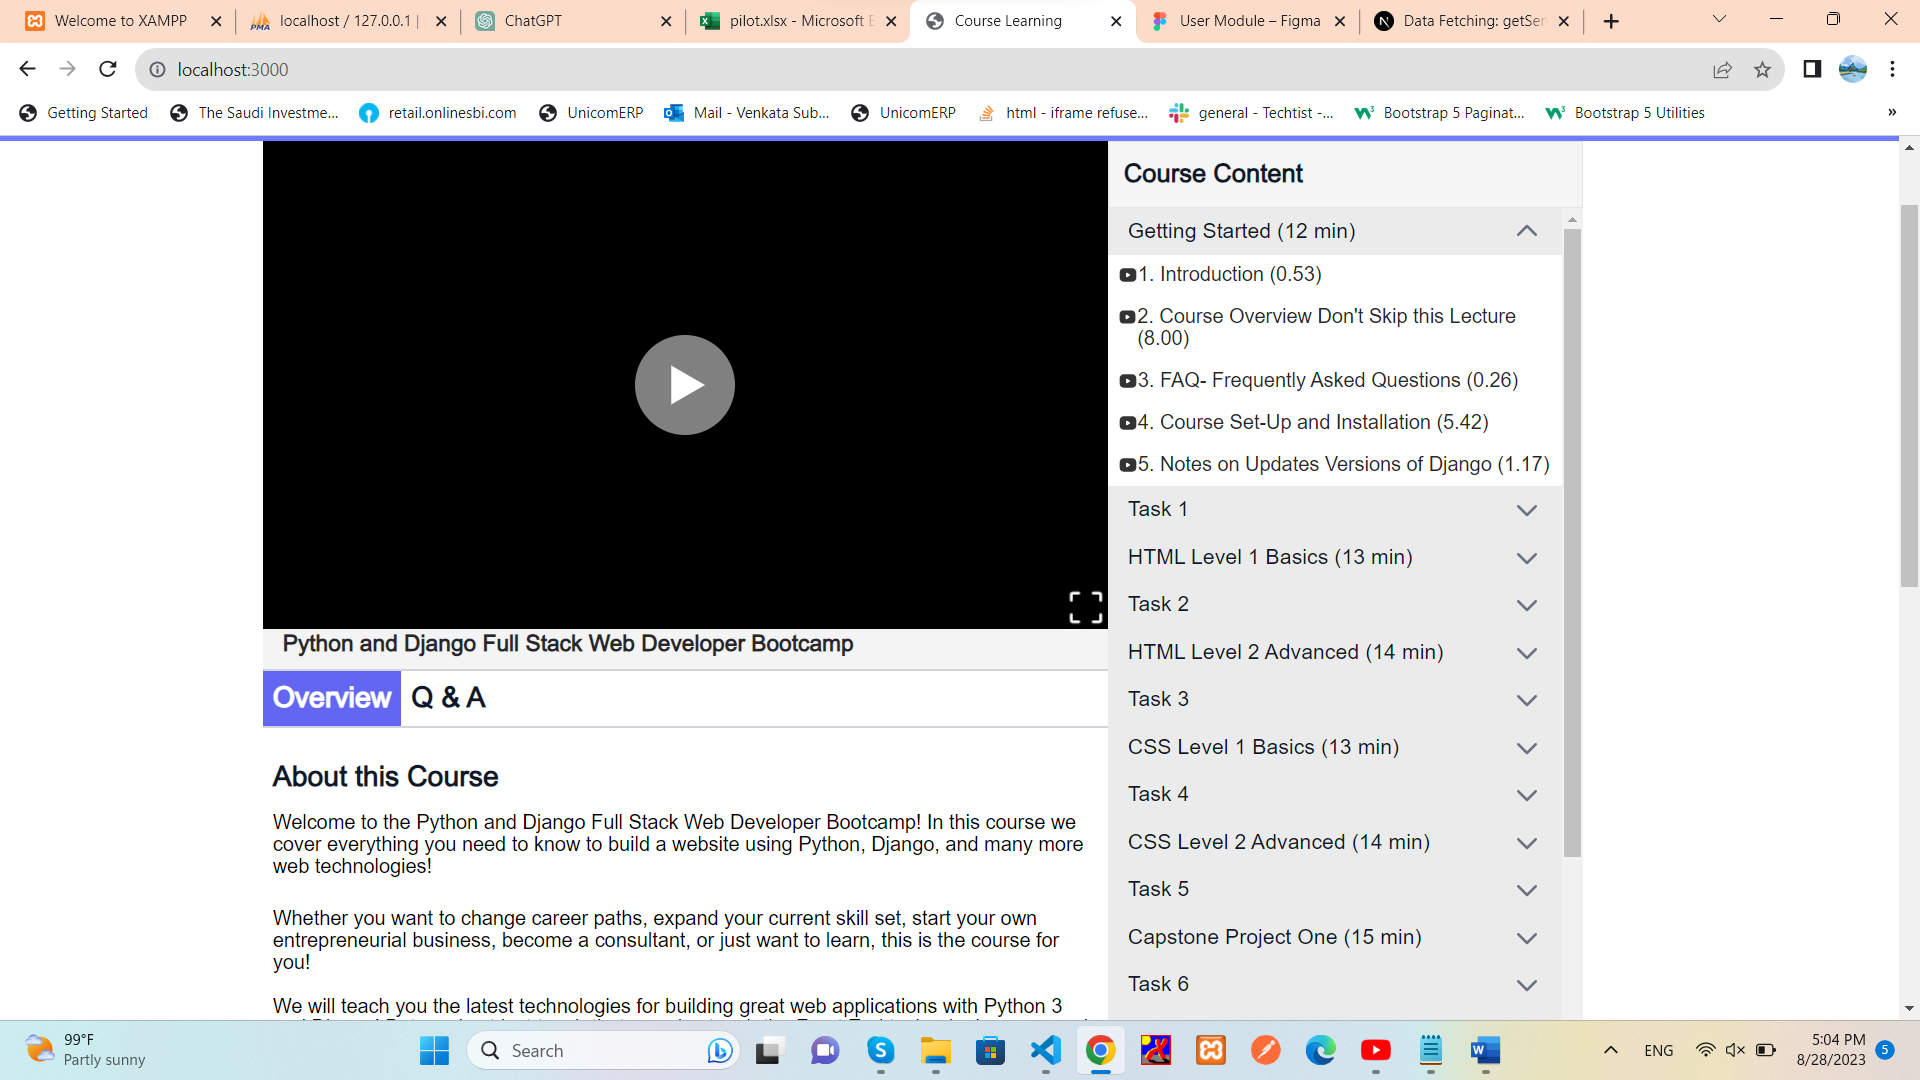 Welcome to XAMPP
localhost / 127.0.0.1 |
ChatGPT
pilot.xlsx - Microsoft E
Course Learning
User Module – Figma
Data Fetching: getSer
localhost:3000
Getting Started
The Saudi Investme...
retail.onlinesbi.com
UnicomERP
Mail - Venkata Sub...
UnicomERP
html - iframe refuse...
general - Techtist -...
Bootstrap 5 Paginat...
Bootstrap 5 Utilities
»
Python and Django Full Stack Web Developer Bootcamp
Overview
Q & A
About this Course
Welcome to the Python and Django Full Stack Web Developer Bootcamp! In this course we
cover everything you need to know to build a website using Python, Django, and many more
web technologies!
Whether you want to change career paths, expand your current skill set, start your own
entrepreneurial business, become a consultant, or just want to learn, this is the course for
you!
We will teach you the latest technologies for building great web applications with Python 3
Course Content
Getting Started (12 min)
1. Introduction (0.53)
2. Course Overview Don't Skip this Lecture
(8.00)
3. FAQ- Frequently Asked Questions (0.26)
4. Course Set-Up and Installation (5.42)
5. Notes on Updates Versions of Django (1.17)
Task 1
HTML Level 1 Basics (13 min)
Task 2
HTML Level 2 Advanced (14 min)
Task 3
CSS Level 1 Basics (13 min)
Task 4
CSS Level 2 Advanced (14 min)
Task 5
Capstone Project One (15 min)
Task 6
99°F
Partly sunny
Search
ENG
5:04 PM
8/28/2023
5